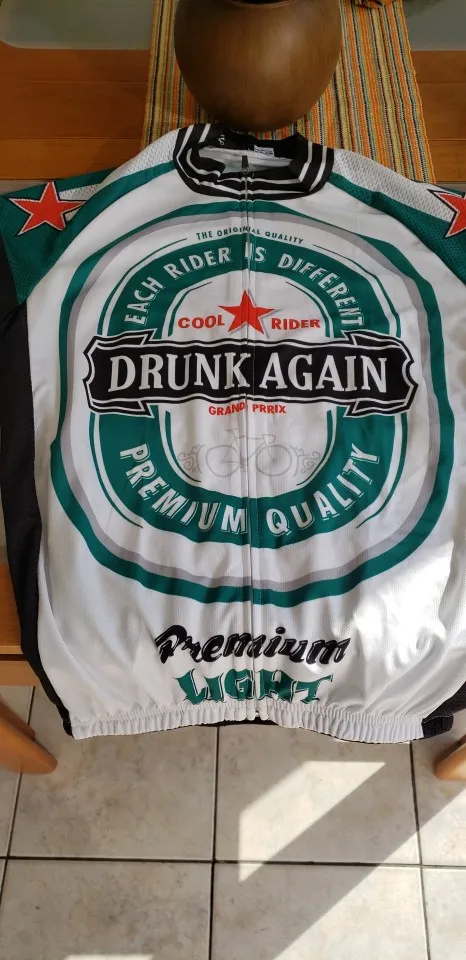 THE ORIGINAL QUALITY
EACH RIDER IS DIFFERENT
COOL RIDER
DRUNK AGAIN
GRAND PRRIX
PREMIUM QUALITY
Premium
LIGHT